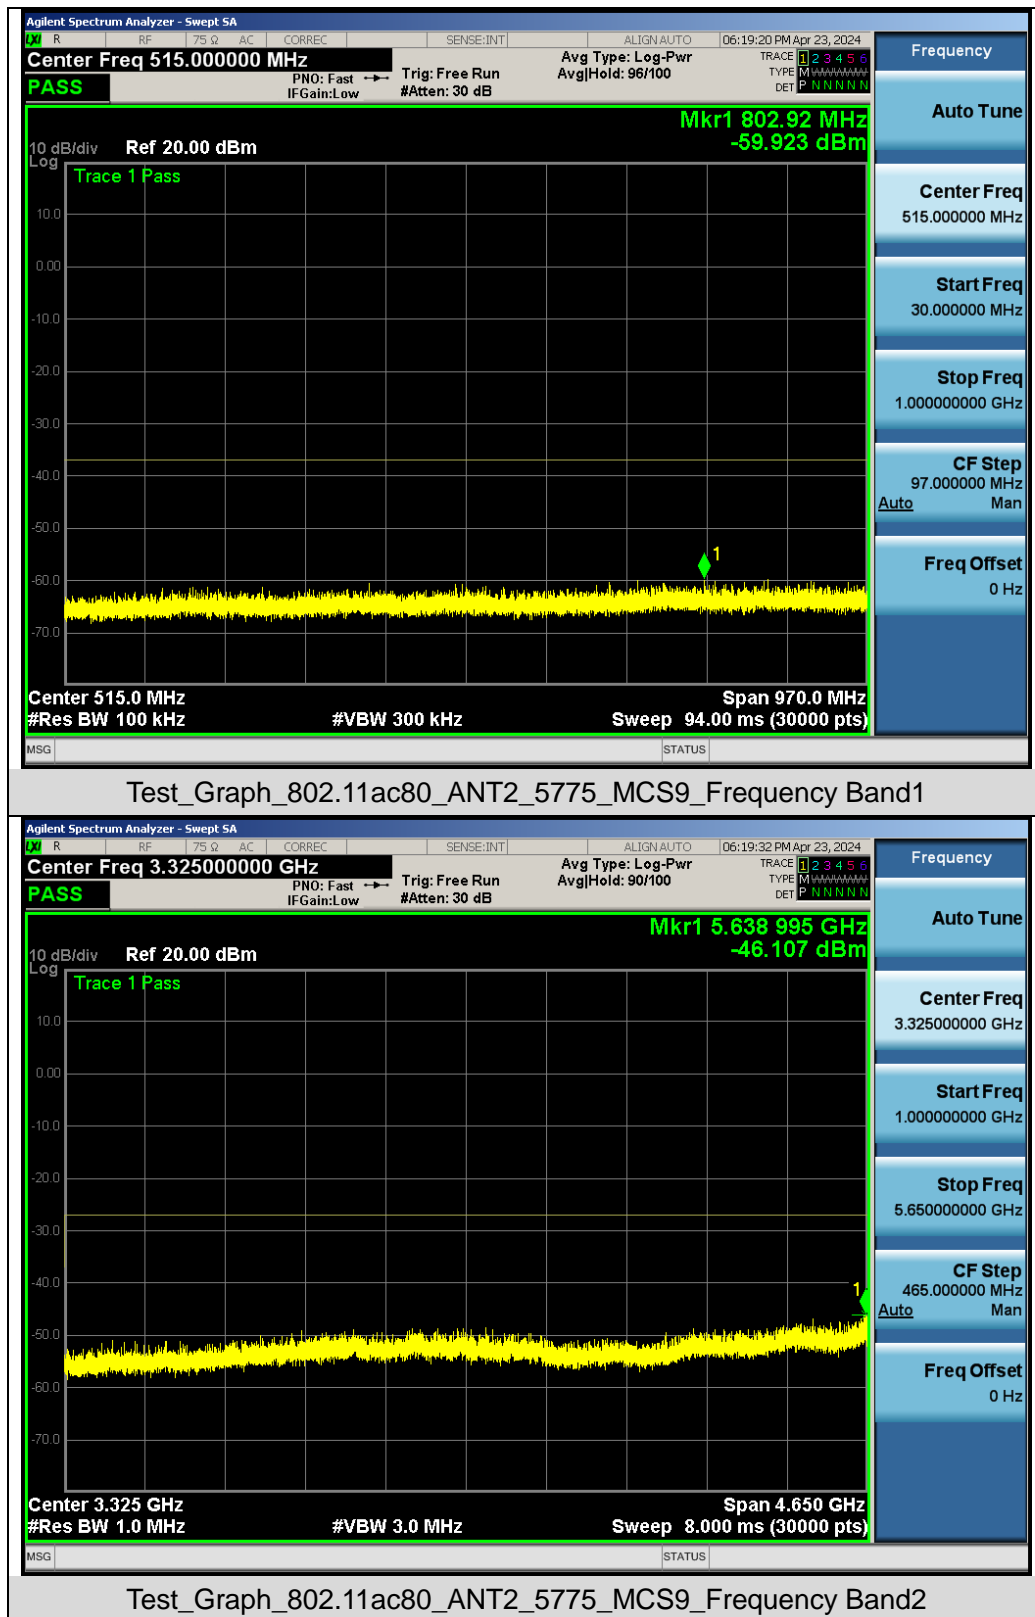 Agilent Spectrum Analyzer - Swept SA
LXI R RF 75 Ω AC CORREC SENSE:INT ALIGN AUTO 06:19:20 PM Apr 23, 2024
Center Freq 515.000000 MHz
PASS
PNO: Fast
IFGain:Low
Trig: Free Run
#Atten: 30 dB
Avg Type: Log-Pwr
Avg|Hold: 96/100
TRACE 1 2 3 4 5 6
TYPE M WWWWW
DET P N N N N N
Mkr1 802.92 MHz
-59.923 dBm
10 dB/div Ref 20.00 dBm
Log
Trace 1 Pass
10.0
0.00
-10.0
-20.0
-30.0
-40.0
-50.0
1
-60.0
-70.0
Center 515.0 MHz Span 970.0 MHz
#Res BW 100 kHz #VBW 300 kHz Sweep 94.00 ms (30000 pts)
MSG STATUS
Frequency
Auto Tune
Center Freq
515.000000 MHz
Start Freq
30.000000 MHz
Stop Freq
1.000000000 GHz
CF Step
97.000000 MHz
Auto Man
Freq Offset
0 Hz
Test_Graph_802.11ac80_ANT2_5775_MCS9_Frequency Band1
Agilent Spectrum Analyzer - Swept SA
LXI R RF 75 Ω AC CORREC SENSE:INT ALIGN AUTO 06:19:32 PM Apr 23, 2024
Center Freq 3.325000000 GHz
PASS
PNO: Fast
IFGain:Low
Trig: Free Run
#Atten: 30 dB
Avg Type: Log-Pwr
Avg|Hold: 90/100
TRACE 1 2 3 4 5 6
TYPE M WWWWW
DET P N N N N N
Mkr1 5.638 995 GHz
-46.107 dBm
10 dB/div Ref 20.00 dBm
Log
Trace 1 Pass
10.0
0.00
-10.0
-20.0
-30.0
-40.0
1
-50.0
-60.0
-70.0
Center 3.325 GHz Span 4.650 GHz
#Res BW 1.0 MHz #VBW 3.0 MHz Sweep 8.000 ms (30000 pts)
MSG STATUS
Frequency
Auto Tune
Center Freq
3.325000000 GHz
Start Freq
1.000000000 GHz
Stop Freq
5.650000000 GHz
CF Step
465.000000 MHz
Auto Man
Freq Offset
0 Hz
Test_Graph_802.11ac80_ANT2_5775_MCS9_Frequency Band2